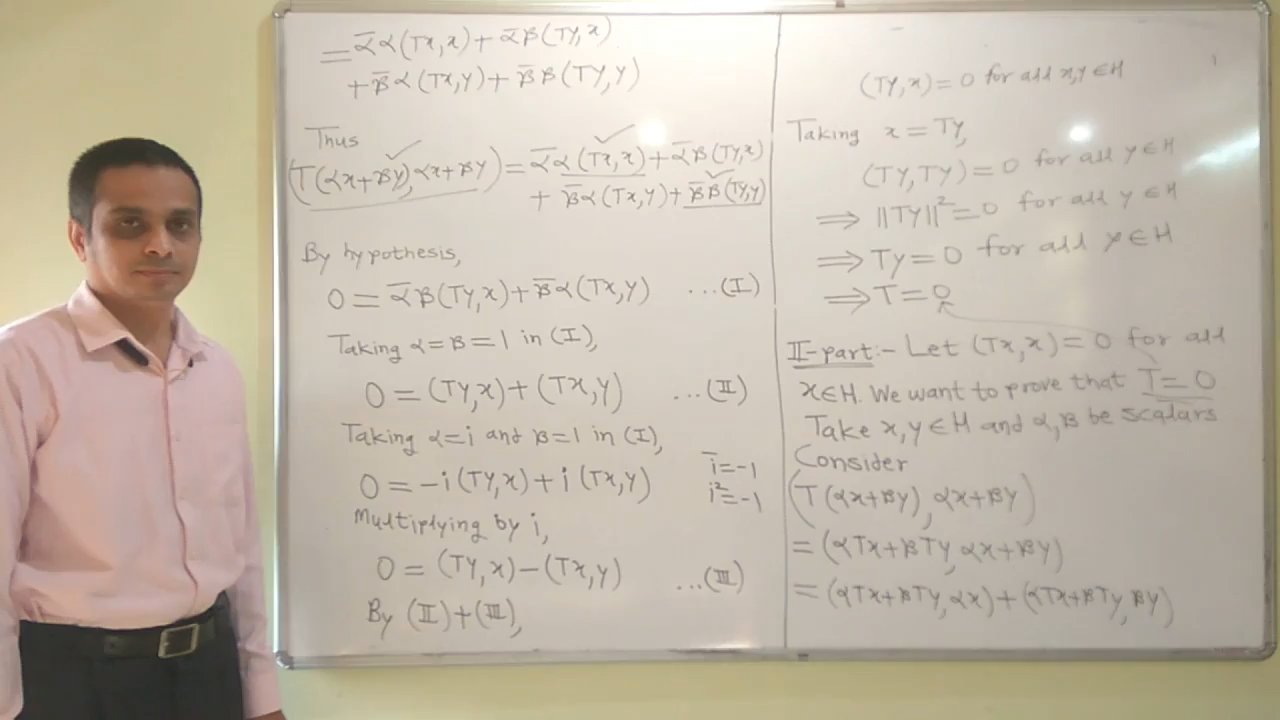 = ᾱα(Tx,x) + ᾱβ(Ty,x)
+ β̄α(Tx,y) + β̄β(Ty,y)
Thus
(T(αx+βy), αx+βy) = ᾱα(Tx,x) + ᾱβ(Ty,x)
+ β̄α(Tx,y) + β̄β(Ty,y)
By hypothesis,
0 = ᾱβ(Ty,x) + β̄α(Tx,y) ...(I)
Taking α=β=1 in (I),
0 = (Ty,x) + (Tx,y) ...(II)
Taking α=i and β=1 in (I),
0 = -i(Ty,x) + i(Tx,y) i̅=-1
i²=-1
Multiplying by i,
0 = (Ty,x) - (Tx,y) ...(III)
By (II)+(III),
(Ty,x)=0 for all x,y∈H
Taking x=Ty,
(Ty,Ty)=0 for all y∈H
⟹ ||Ty||²=0 for all y∈H
⟹ Ty=0 for all y∈H
⟹ T=0
II-part:- Let (Tx,x)=0 for all
x∈H. We want to prove that T=0
Take x,y∈H and α,β be scalars
Consider
(T(αx+βy), αx+βy)
= (αTx+βTy, αx+βy)
= (αTx+βTy, αx) + (αTx+βTy, βy)